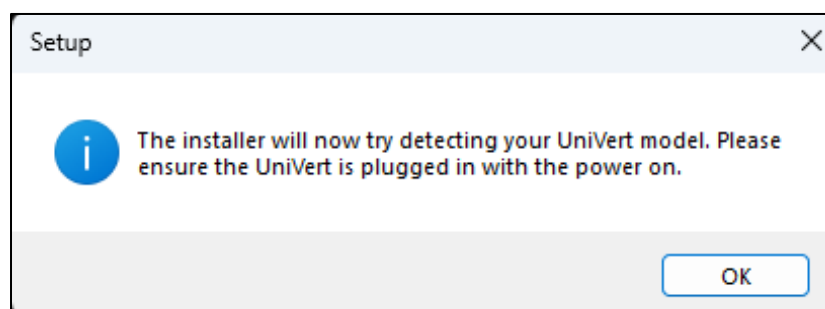 Setup
The installer will now try detecting your UniVert model. Please
ensure the UniVert is plugged in with the power on.
OK